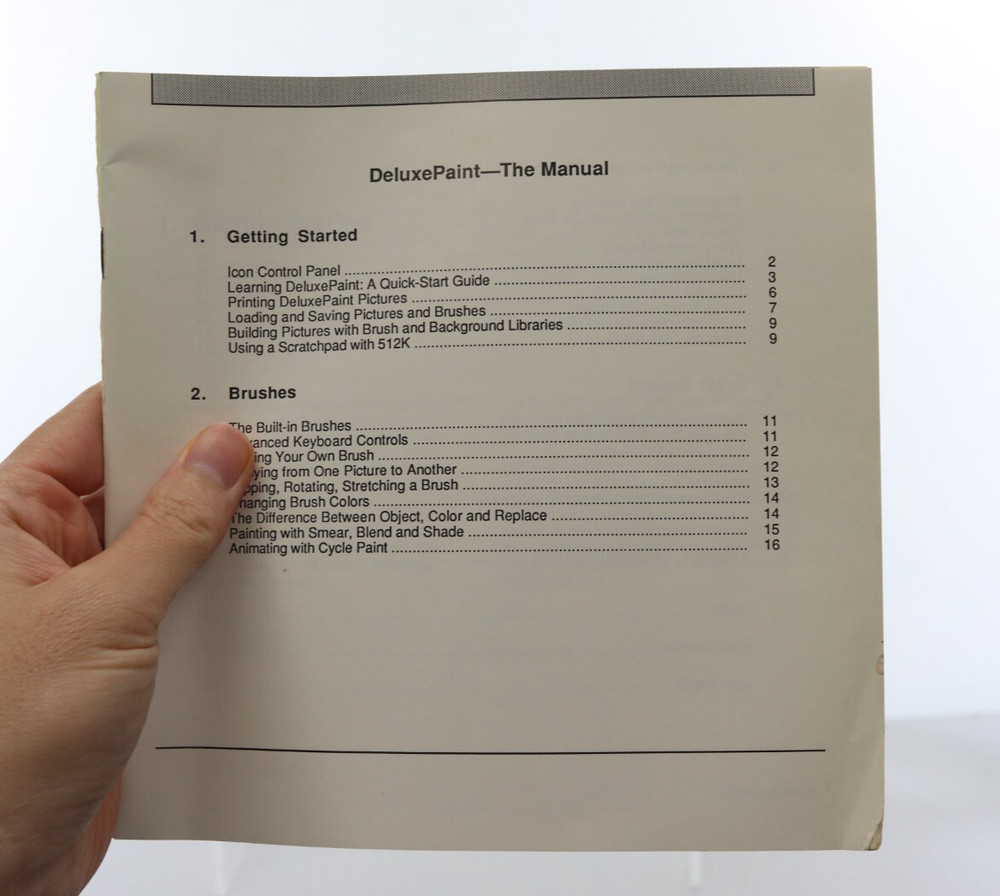 DeluxePaint—The Manual
1. Getting Started
Icon Control Panel ........ 2
Learning DeluxePaint: A Quick-Start Guide ........ 3
Printing DeluxePaint Pictures ........ 6
Loading and Saving Pictures and Brushes ........ 7
Building Pictures with Brush and Background Libraries ........ 9
Using a Scratchpad with 512K ........ 9
2. Brushes
The Built-in Brushes ........ 11
Keyboard Controls ........ 11
Your Own Brush ........ 12
from One Picture to Another ........ 12
Rotating, Stretching a Brush ........ 13
Changing Brush Colors ........ 14
The Difference Between Object, Color and Replace ........ 14
Painting with Smear, Blend and Shade ........ 15
Animating with Cycle Paint ........ 16